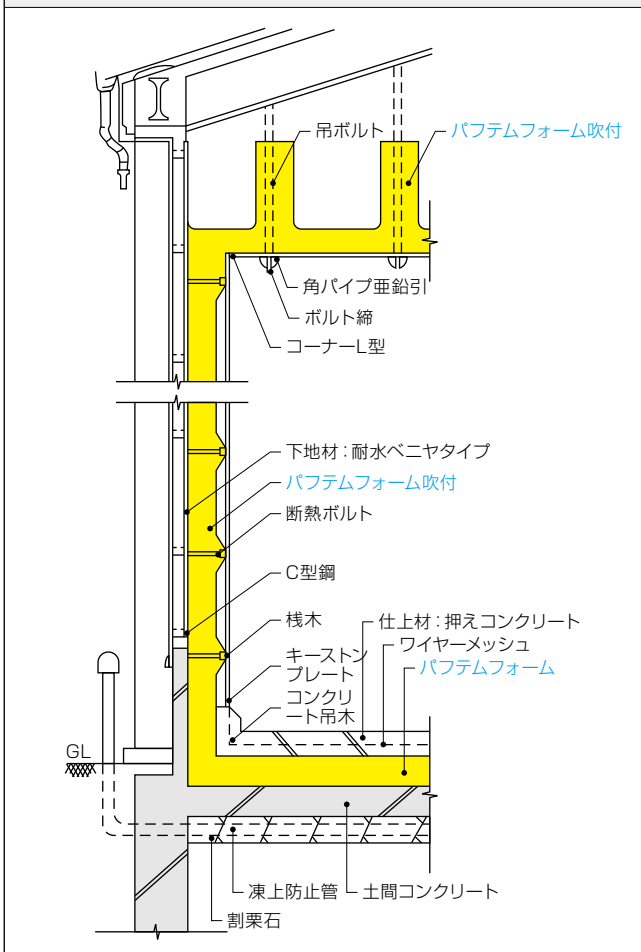 吊ボルト
パフテムフォーム吹付
角パイプ亜鉛引
ボルト締
コーナーL型
下地材：耐水ベニヤタイプ
パフテムフォーム吹付
断熱ボルト
C型鋼
桟木
仕上材：押えコンクリート
ワイヤーメッシュ
キーストン
プレート
パフテムフォーム
コンクリ
ート吊木
GL
凍上防止管
土間コンクリート
割栗石